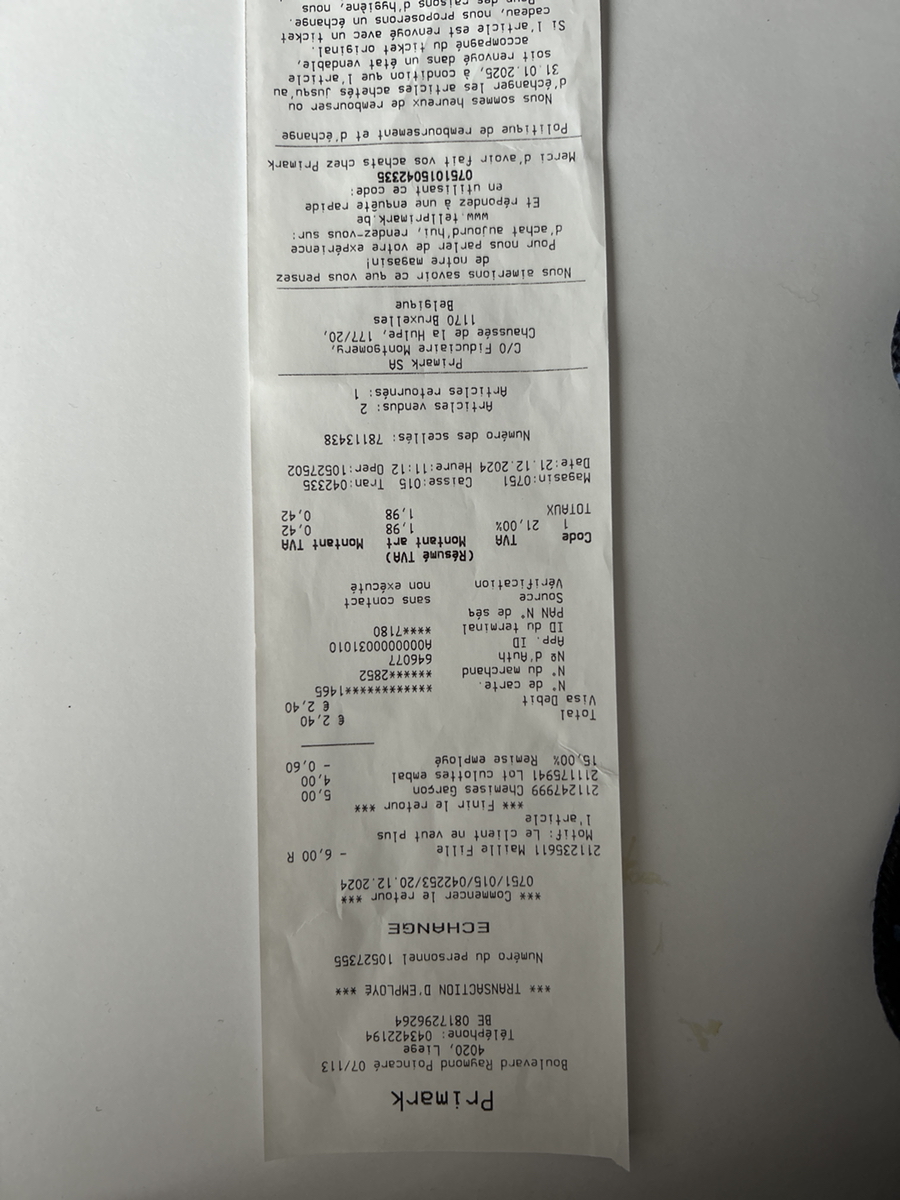 Primark
Boulevard Raymond Poincaré 07/113
4020, Liege
Téléphone: 043422194
BE 0817296264
*** TRANSACTION D'EMPLOYÉ ***
Numéro du personnel 10527355
ECHANGE
*** Commencer le retour ***
0751/015/042253/20.12.2024
211235611 Maille Fille - 6,00 R
Motif: Le client ne veut plus
l'article
*** Finir le retour ***
211247999 Chemises Garçon 5,00
211175941 Lot culottes embal 4,00
15,00% Remise employé - 0,60
Total € 2,40
Visa Debit € 2,40
N° de carte. **************1465
N° du marchand *******2852
Nº d'Auth 646077
App. ID A0000000031010
ID du terminal ****7180
PAN N° de séq
Source sans contact
Vérification non exécuté
(Résumé TVA)
Code TVA Montant art Montant TVA
1 21,00% 1,98 0,42
TOTAUX 1,98 0,42
Magasin:0751 Caisse:015 Tran:042335
Date:21.12.2024 Heure:11:12 Oper:10527502
Numéro des scellés: 78113438
Articles vendus: 2
Articles retournés: 1
Primark SA
C/O Fiduciaire Montgomery,
Chaussée de la Hulpe, 177/20,
1170 Bruxelles
Belgique
Nous aimerions savoir ce que vous pensez
de notre magasin!
Pour nous parler de votre expérience
d'achat aujourd'hui, rendez-vous sur:
www.tellprimark.be
Et répondez à une enquête rapide
en utilisant ce code:
0751015042335
Merci d'avoir fait vos achats chez Primark
Politique de remboursement et d'échange
Nous sommes heureux de rembourser ou
d'échanger les articles achetés jusqu'au
31.01.2025, à condition que l'article
soit renvoyé dans un état vendable,
accompagné du ticket original.
Si l'article est renvoyé avec un ticket
cadeau, nous proposerons un échange.
Pour des raisons d'hygiène, nous